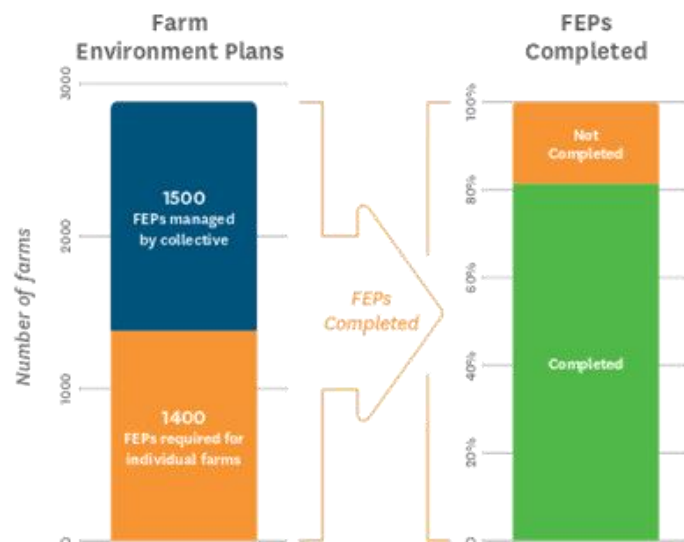 Farm
Environment Plans
3000
2000
1000
0
Number of farms
1500
FEPs managed
by collective
1400
FEPs required for
individual farms
FEPs
Completed
FEPs
Completed
100%
80%
60%
40%
20%
0
Not
Completed
Completed